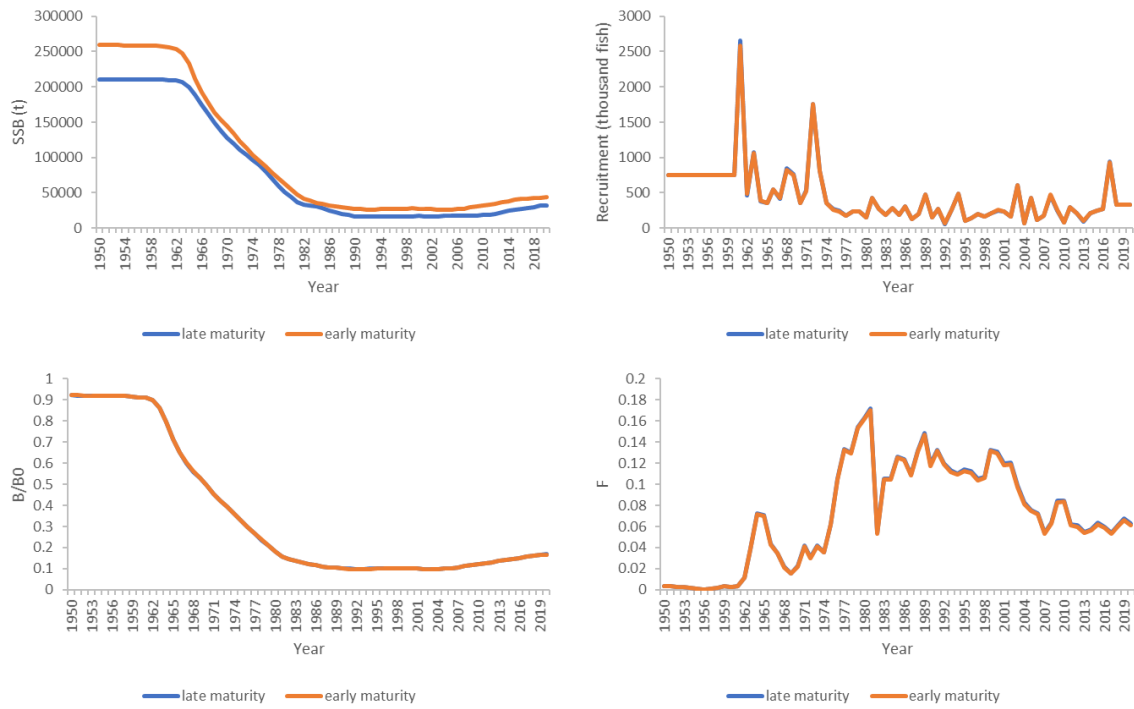 300000
250000
200000
150000
100000
50000
0
SSB (t)
1950 1954 1958 1962 1966 1970 1974 1978 1982 1986 1990 1994 1998 2002 2006 2010 2014 2018
Year
late maturity early maturity
3000
2500
2000
1500
1000
500
0
Recruitment (thousand fish)
1950 1953 1956 1959 1962 1965 1968 1971 1974 1977 1980 1983 1986 1989 1992 1995 1998 2001 2004 2007 2010 2013 2016 2019
Year
late maturity early maturity
1
0.9
0.8
0.7
0.6
0.5
0.4
0.3
0.2
0.1
0
B/B0
1950 1953 1956 1959 1962 1965 1968 1971 1974 1977 1980 1983 1986 1989 1992 1995 1998 2001 2004 2007 2010 2013 2016 2019
Year
late maturity early maturity
0.2
0.18
0.16
0.14
0.12
0.1
0.08
0.06
0.04
0.02
0
F
1950 1953 1956 1959 1962 1965 1968 1971 1974 1977 1980 1983 1986 1989 1992 1995 1998 2001 2004 2007 2010 2013 2016 2019
Year
late maturity early maturity